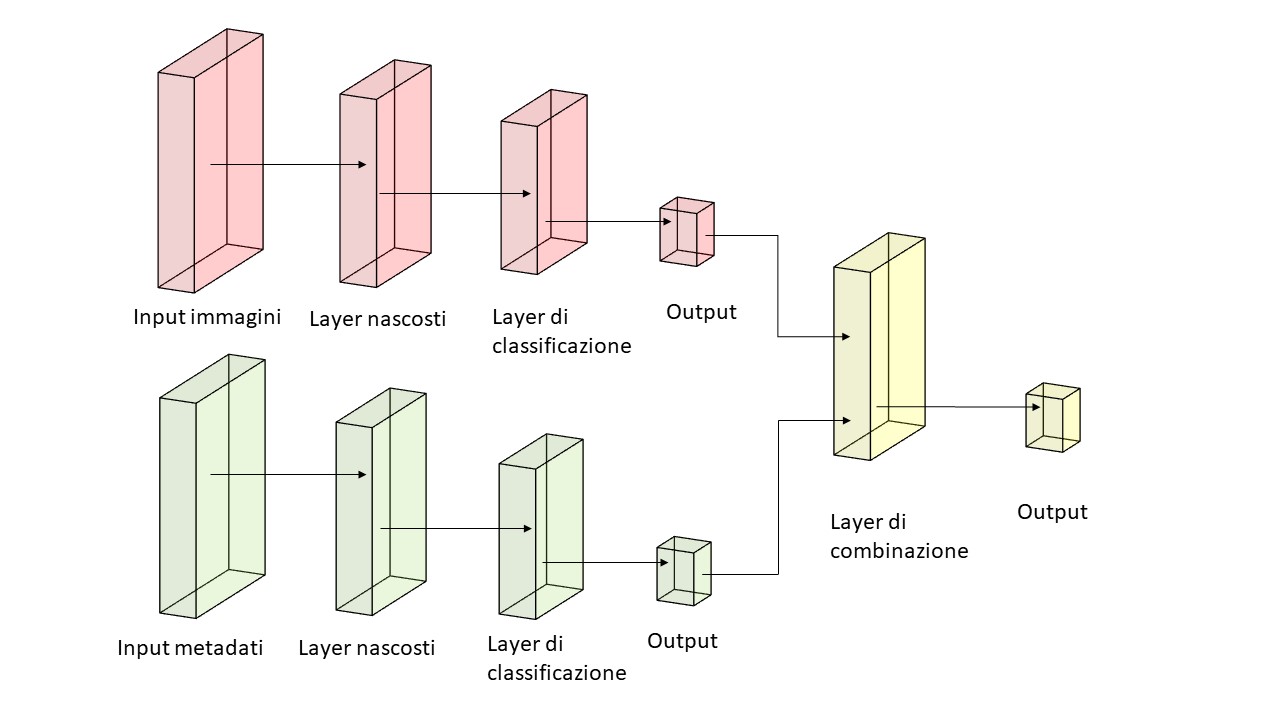 Input immagini
Layer nascosti
Layer di
classificazione
Output
Input metadati
Layer nascosti
Layer di
classificazione
Output
Layer di
combinazione
Output